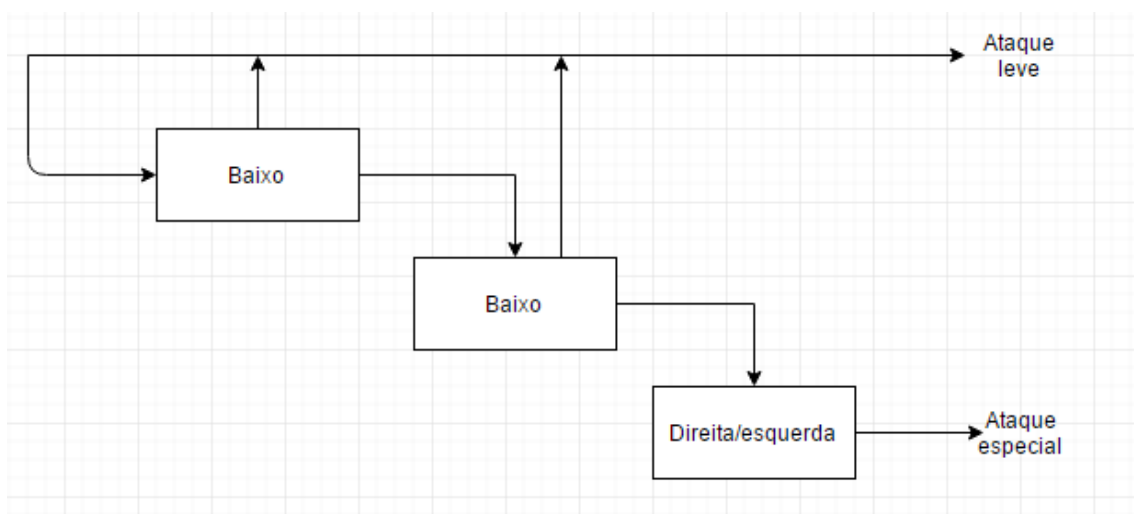 Ataque
leve
Baixo
Baixo
Direita/esquerda
Ataque
especial